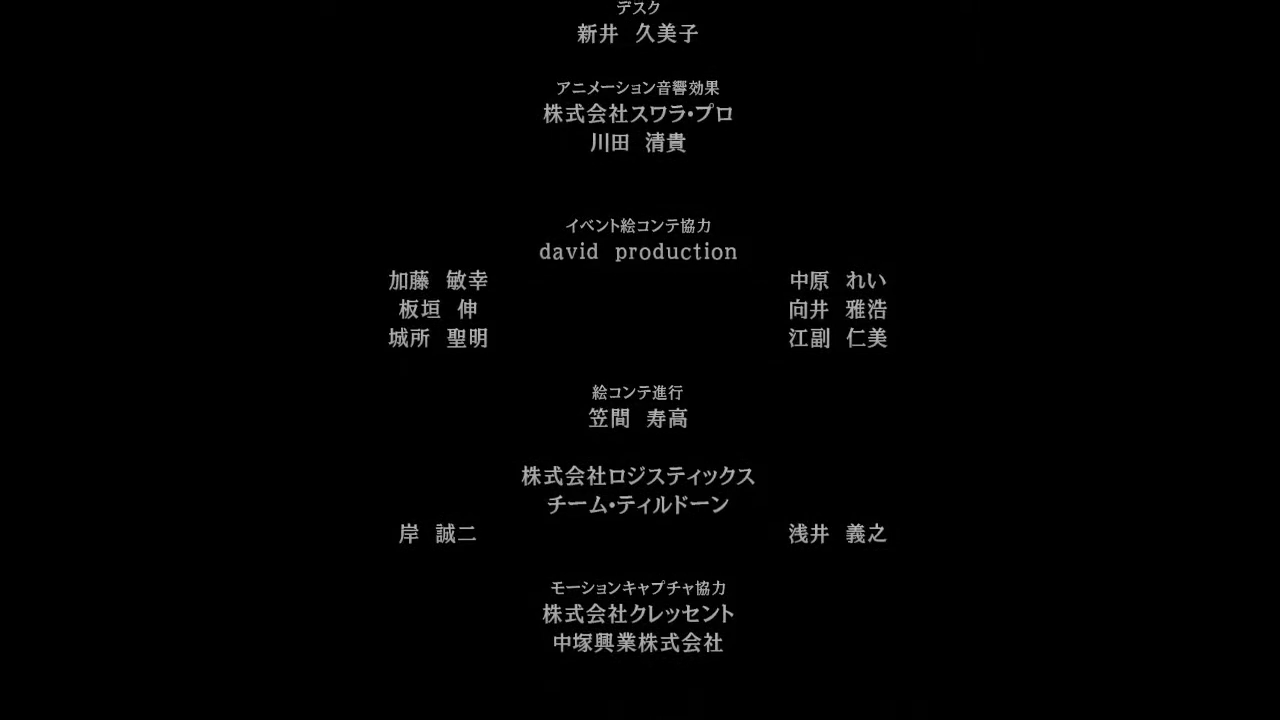 デスク
新井 久美子
アニメーション音響効果
株式会社スワラ・プロ
川田 清貴
イベント絵コンテ協力
david production
加藤 敏幸 中原 れい
板垣 伸 向井 雅浩
城所 聖明 江副 仁美
絵コンテ進行
笠間 寿高
株式会社ロジスティックス
チーム・ティルドーン
岸 誠二 浅井 義之
モーションキャプチャ協力
株式会社クレッセント
中塚興業株式会社